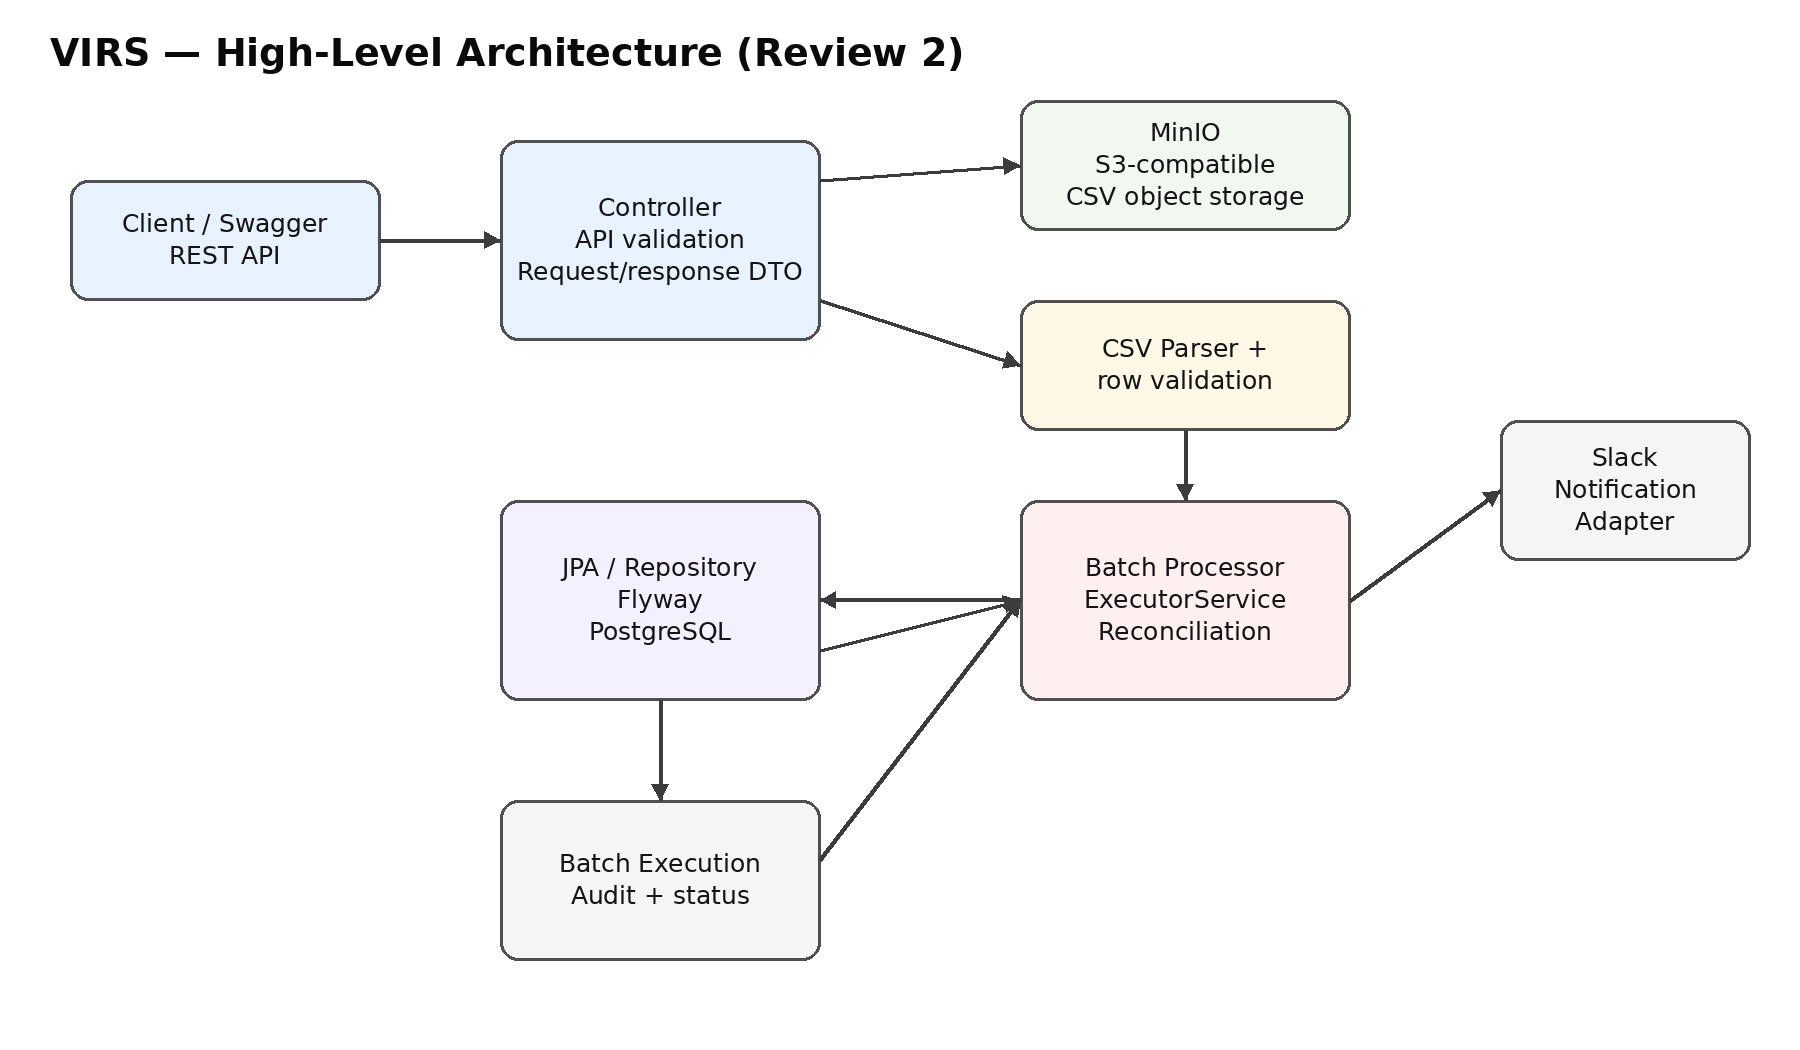 VIRS — High-Level Architecture (Review 2)
Client / Swagger
REST API
Controller
API validation
Request/response DTO
MinIO
S3-compatible
CSV object storage
CSV Parser +
row validation
Slack
Notification
Adapter
JPA / Repository
Flyway
PostgreSQL
Batch Processor
ExecutorService
Reconciliation
Batch Execution
Audit + status